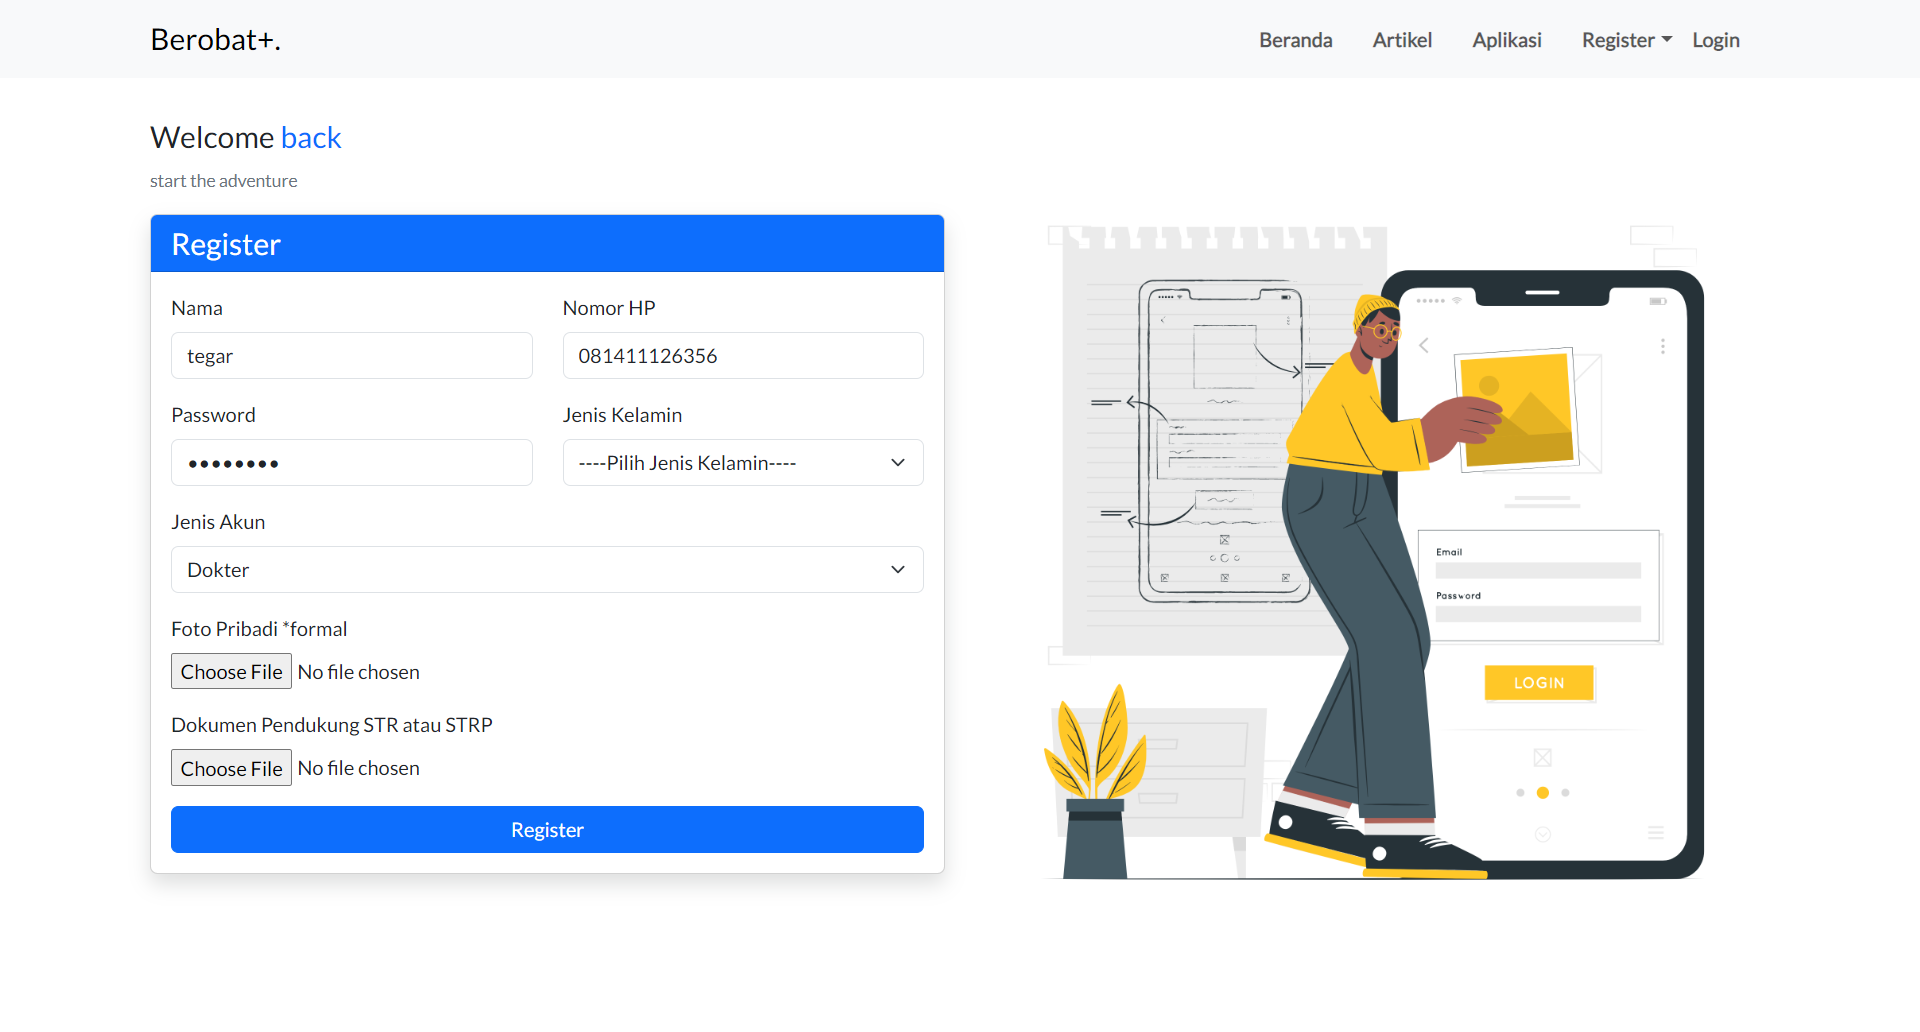 Berobat+.
Beranda Artikel Aplikasi Register Login
Welcome back
start the adventure
Register
Nama Nomor HP
tegar 081411126356
Password Jenis Kelamin
•••••••• ----Pilih Jenis Kelamin----
Jenis Akun
Dokter
Foto Pribadi *formal
Choose File No file chosen
Dokumen Pendukung STR atau STRP
Choose File No file chosen
Register
Email
Password
LOGIN